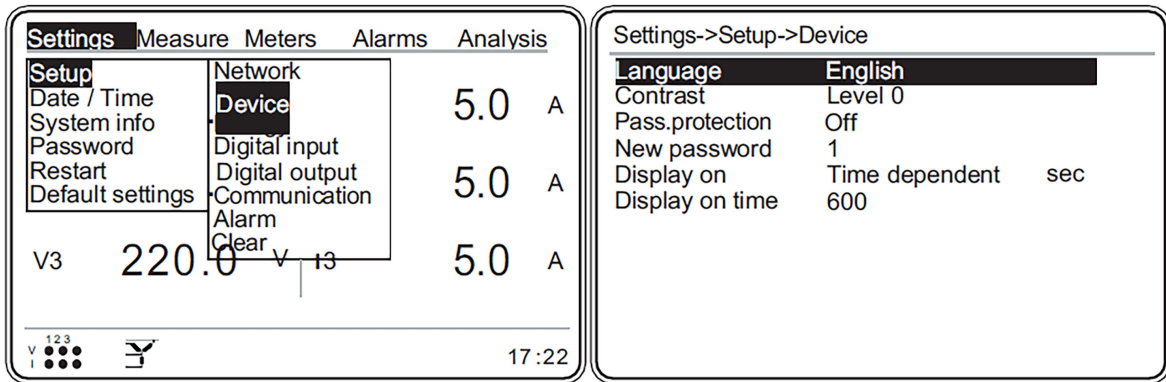 Settings Measure Meters Alarms Analysis
Setup
Date / Time
System info
Password
Restart
Default settings
Network
Device
Digital input
Digital output
Communication
Alarm
Clear
5.0 A
5.0 A
V3 220.0 V I3 5.0 A
1 2 3
V
I
17:22
Settings->Setup->Device
Language English
Contrast Level 0
Pass.protection Off
New password 1
Display on Time dependent sec
Display on time 600